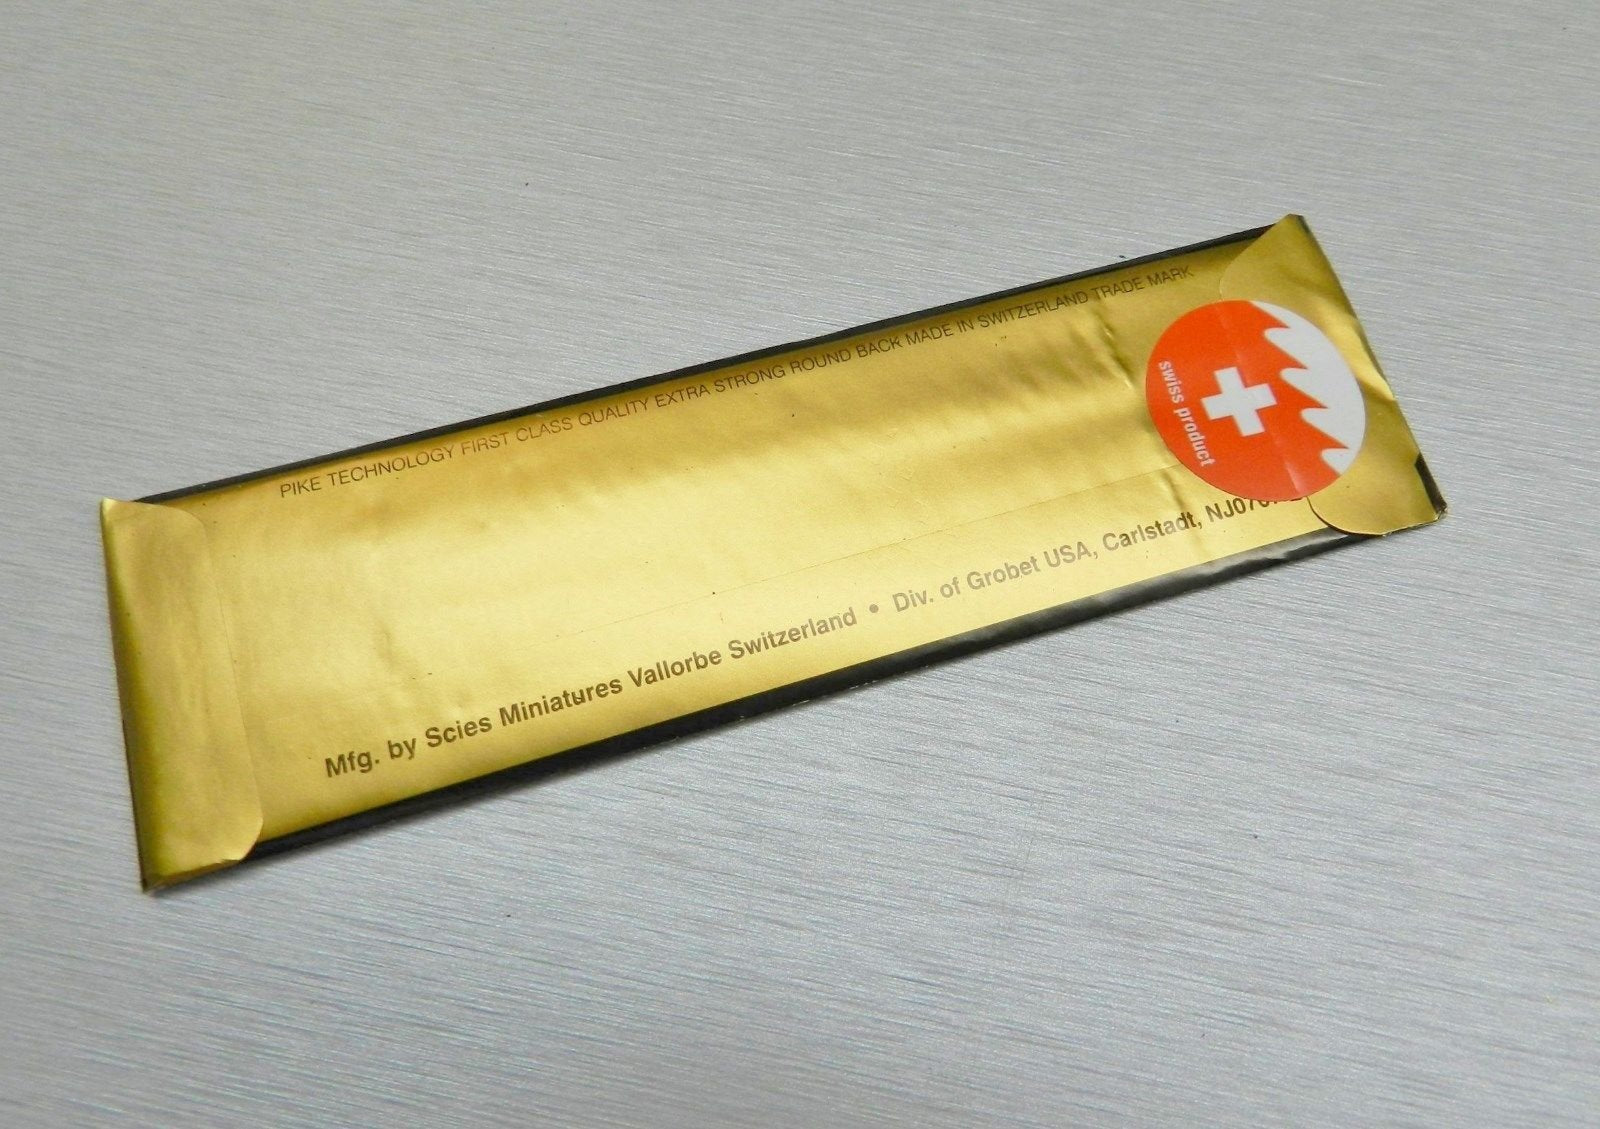 PIKE TECHNOLOGY FIRST CLASS QUALITY EXTRA STRONG ROUND BACK MADE IN SWITZERLAND TRADE MARK
swiss product
Mfg. by Scies Miniatures Vallorbe Switzerland • Div. of Grobet USA, Carlstadt,